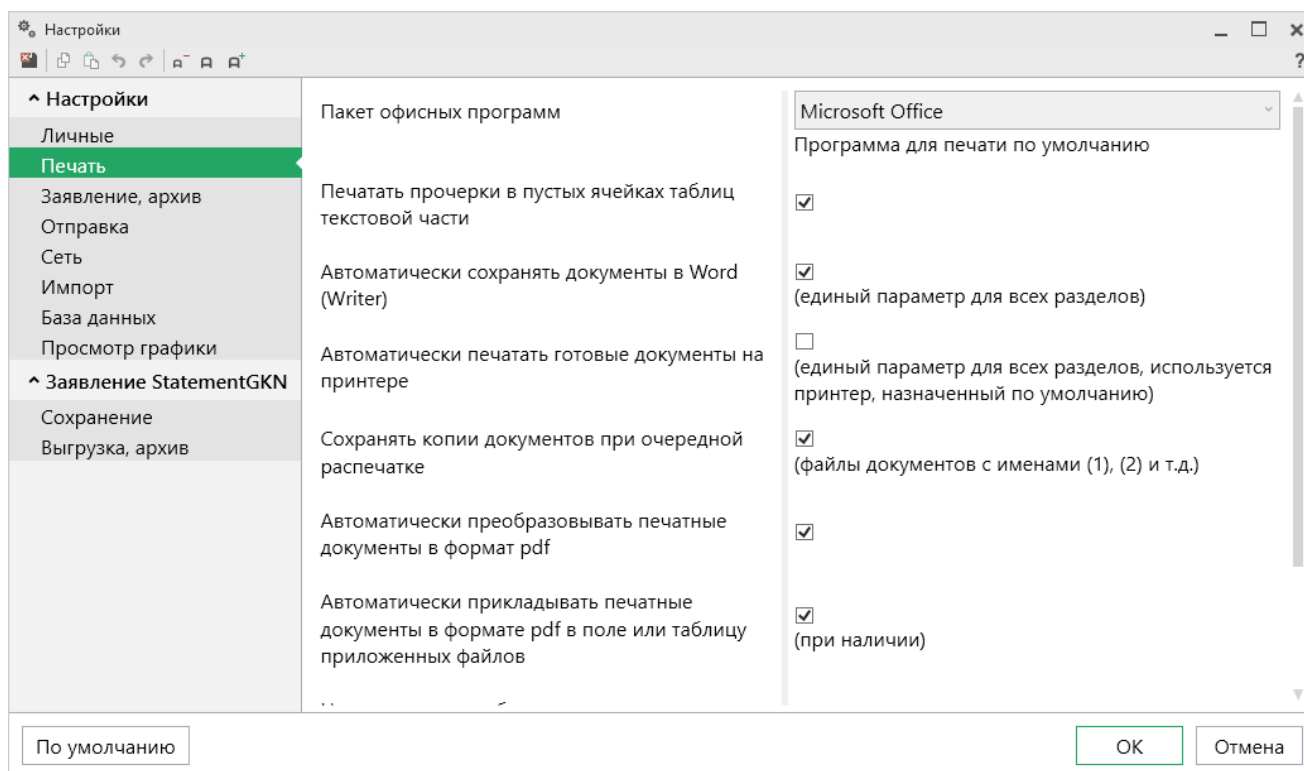 Настройки
^ Настройки
Личные
Печать
Заявление, архив
Отправка
Сеть
Импорт
База данных
Просмотр графики
^ Заявление StatementGKN
Сохранение
Выгрузка, архив
Пакет офисных программ
Microsoft Office
Программа для печати по умолчанию
Печатать прочерки в пустых ячейках таблиц
текстовой части
Автоматически сохранять документы в Word
(Writer)
(единый параметр для всех разделов)
Автоматически печатать готовые документы на
принтере
(единый параметр для всех разделов, используется
принтер, назначенный по умолчанию)
Сохранять копии документов при очередной
распечатке
(файлы документов с именами (1), (2) и т.д.)
Автоматически преобразовывать печатные
документы в формат pdf
Автоматически прикладывать печатные
документы в формате pdf в поле или таблицу
приложенных файлов
(при наличии)
По умолчанию
ОК
Отмена